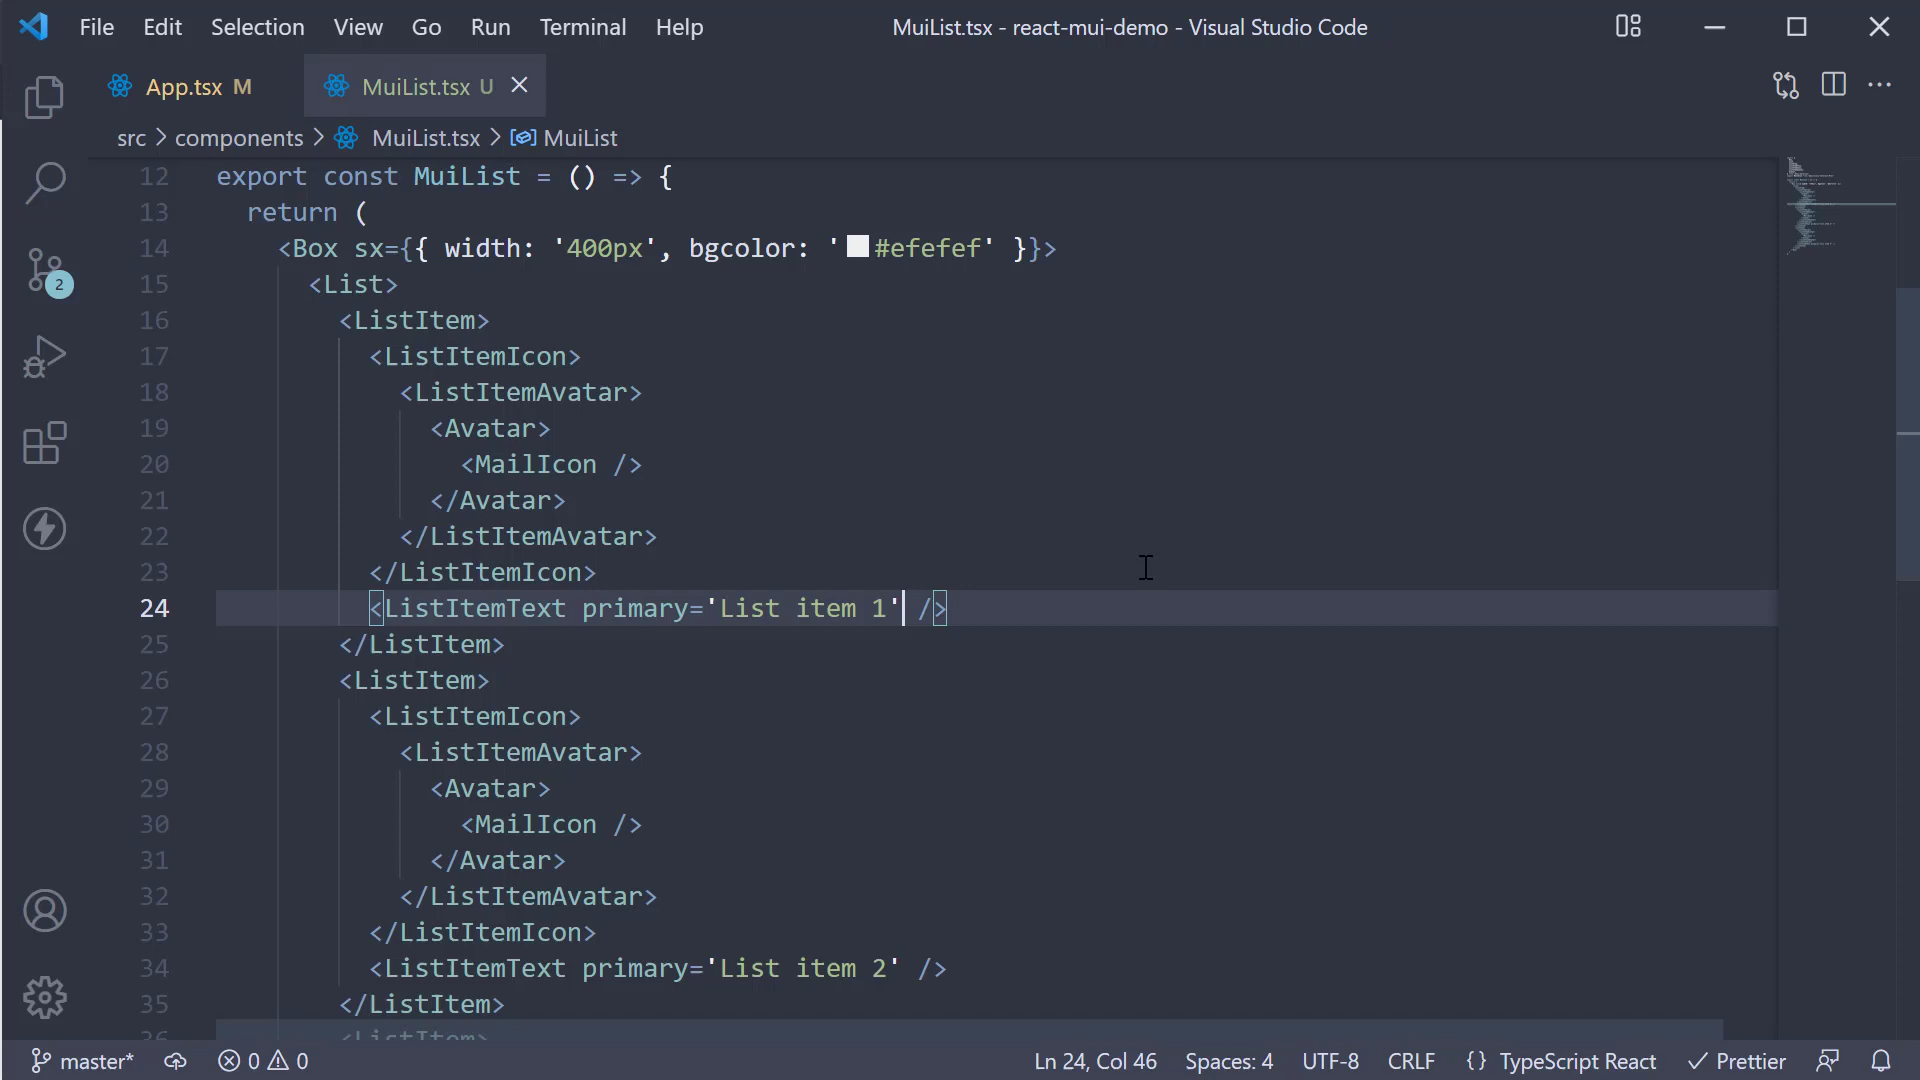 File Edit Selection View Go Run Terminal Help MuiList.tsx - react-mui-demo - Visual Studio Code
App.tsx M MuiList.tsx U
src > components > MuiList.tsx > MuiList
12 export const MuiList = () => {
13 return (
14 <Box sx={{ width: '400px', bgcolor: '#efefef' }}>
15 <List>
16 <ListItem>
17 <ListItemIcon>
18 <ListItemAvatar>
19 <Avatar>
20 <MailIcon />
21 </Avatar>
22 </ListItemAvatar>
23 </ListItemIcon>
24 <ListItemText primary='List item 1' />
25 </ListItem>
26 <ListItem>
27 <ListItemIcon>
28 <ListItemAvatar>
29 <Avatar>
30 <MailIcon />
31 </Avatar>
32 </ListItemAvatar>
33 </ListItemIcon>
34 <ListItemText primary='List item 2' />
35 </ListItem>
36 <ListItem>
2
master* 0 0 Ln 24, Col 46 Spaces: 4 UTF-8 CRLF {} TypeScript React Prettier